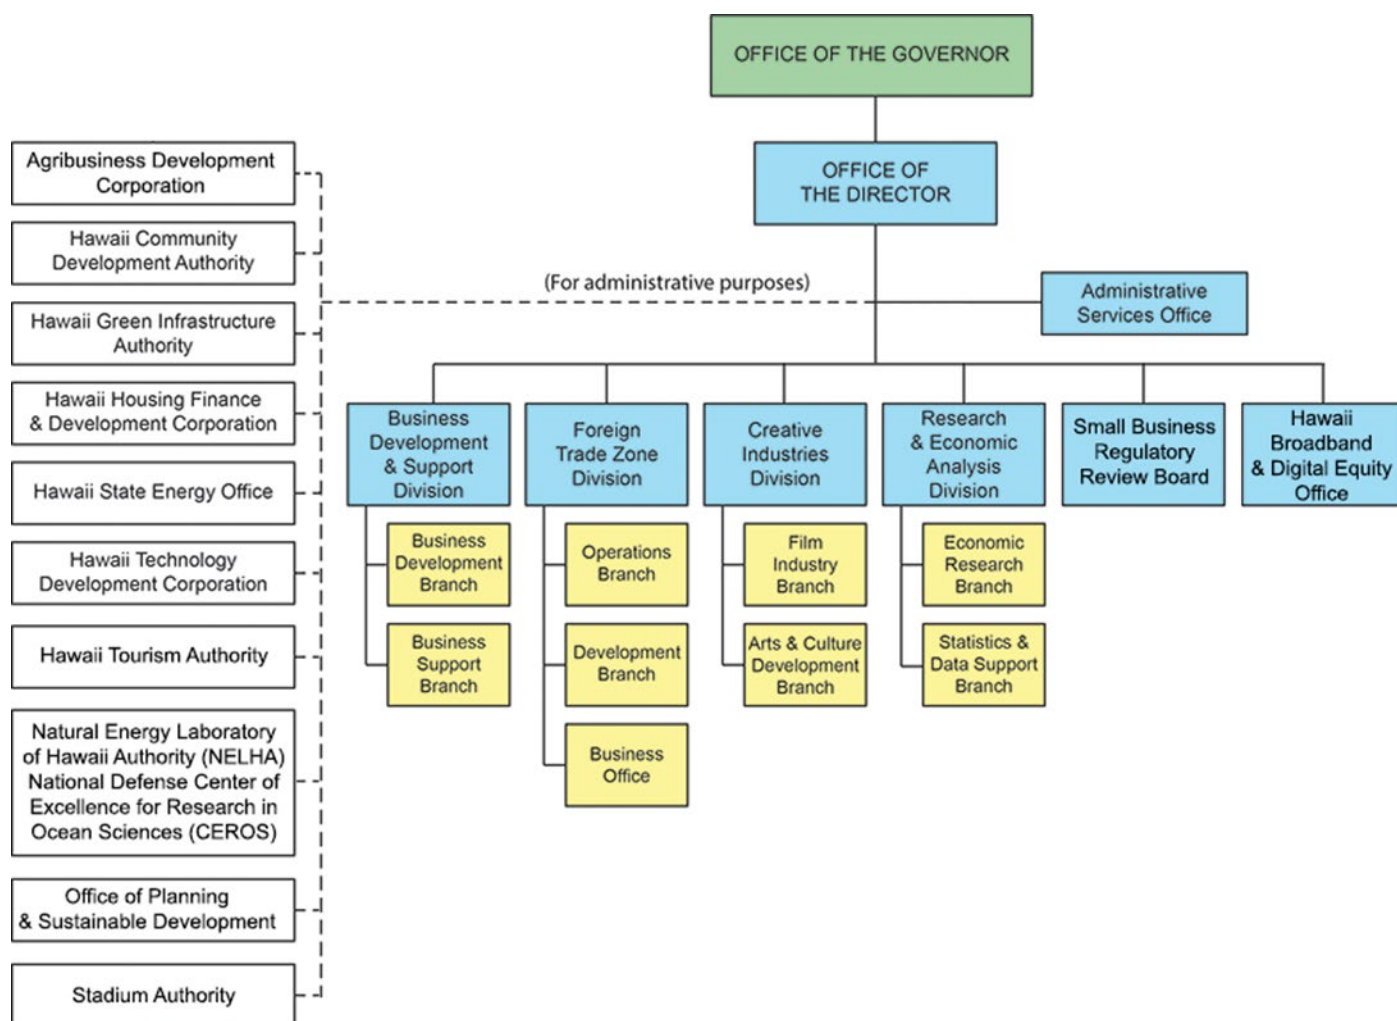 OFFICE OF THE GOVERNOR
OFFICE OF
THE DIRECTOR
(For administrative purposes)
Administrative
Services Office
Agribusiness Development
Corporation
Hawaii Community
Development Authority
Hawaii Green Infrastructure
Authority
Hawaii Housing Finance
& Development Corporation
Hawaii State Energy Office
Hawaii Technology
Development Corporation
Hawaii Tourism Authority
Natural Energy Laboratory
of Hawaii Authority (NELHA)
National Defense Center of
Excellence for Research in
Ocean Sciences (CEROS)
Office of Planning
& Sustainable Development
Stadium Authority
Business
Development
& Support
Division
Business
Development
Branch
Business
Support
Branch
Foreign
Trade Zone
Division
Operations
Branch
Development
Branch
Business
Office
Creative
Industries
Division
Film
Industry
Branch
Arts & Culture
Development
Branch
Research
& Economic
Analysis
Division
Economic
Research
Branch
Statistics &
Data Support
Branch
Small Business
Regulatory
Review Board
Hawaii
Broadband
& Digital Equity
Office